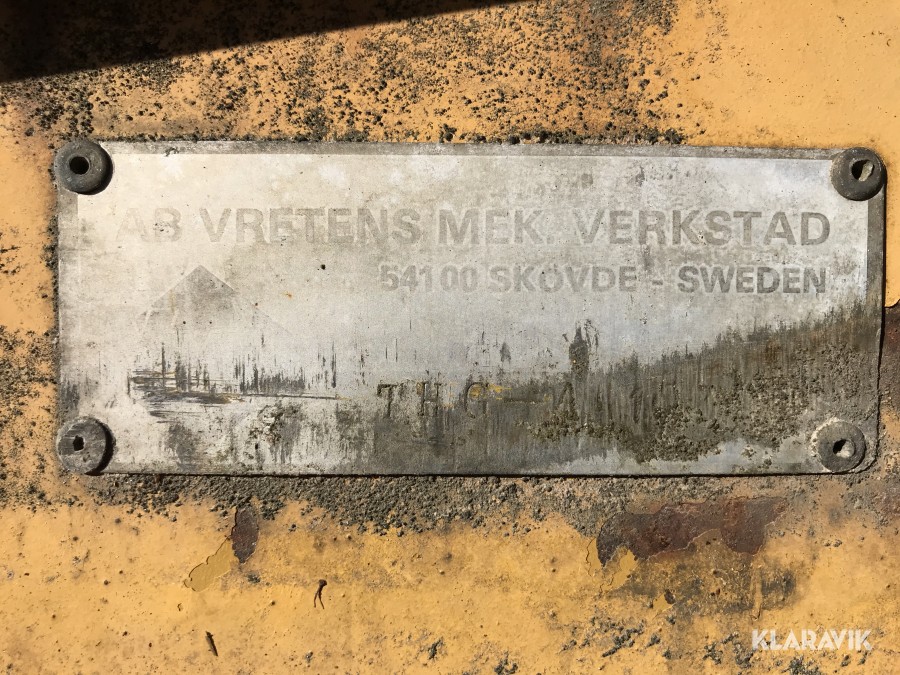 AB VRETENS MEK. VERKSTAD
54100 SKÖVDE - SWEDEN
KLARAVIK